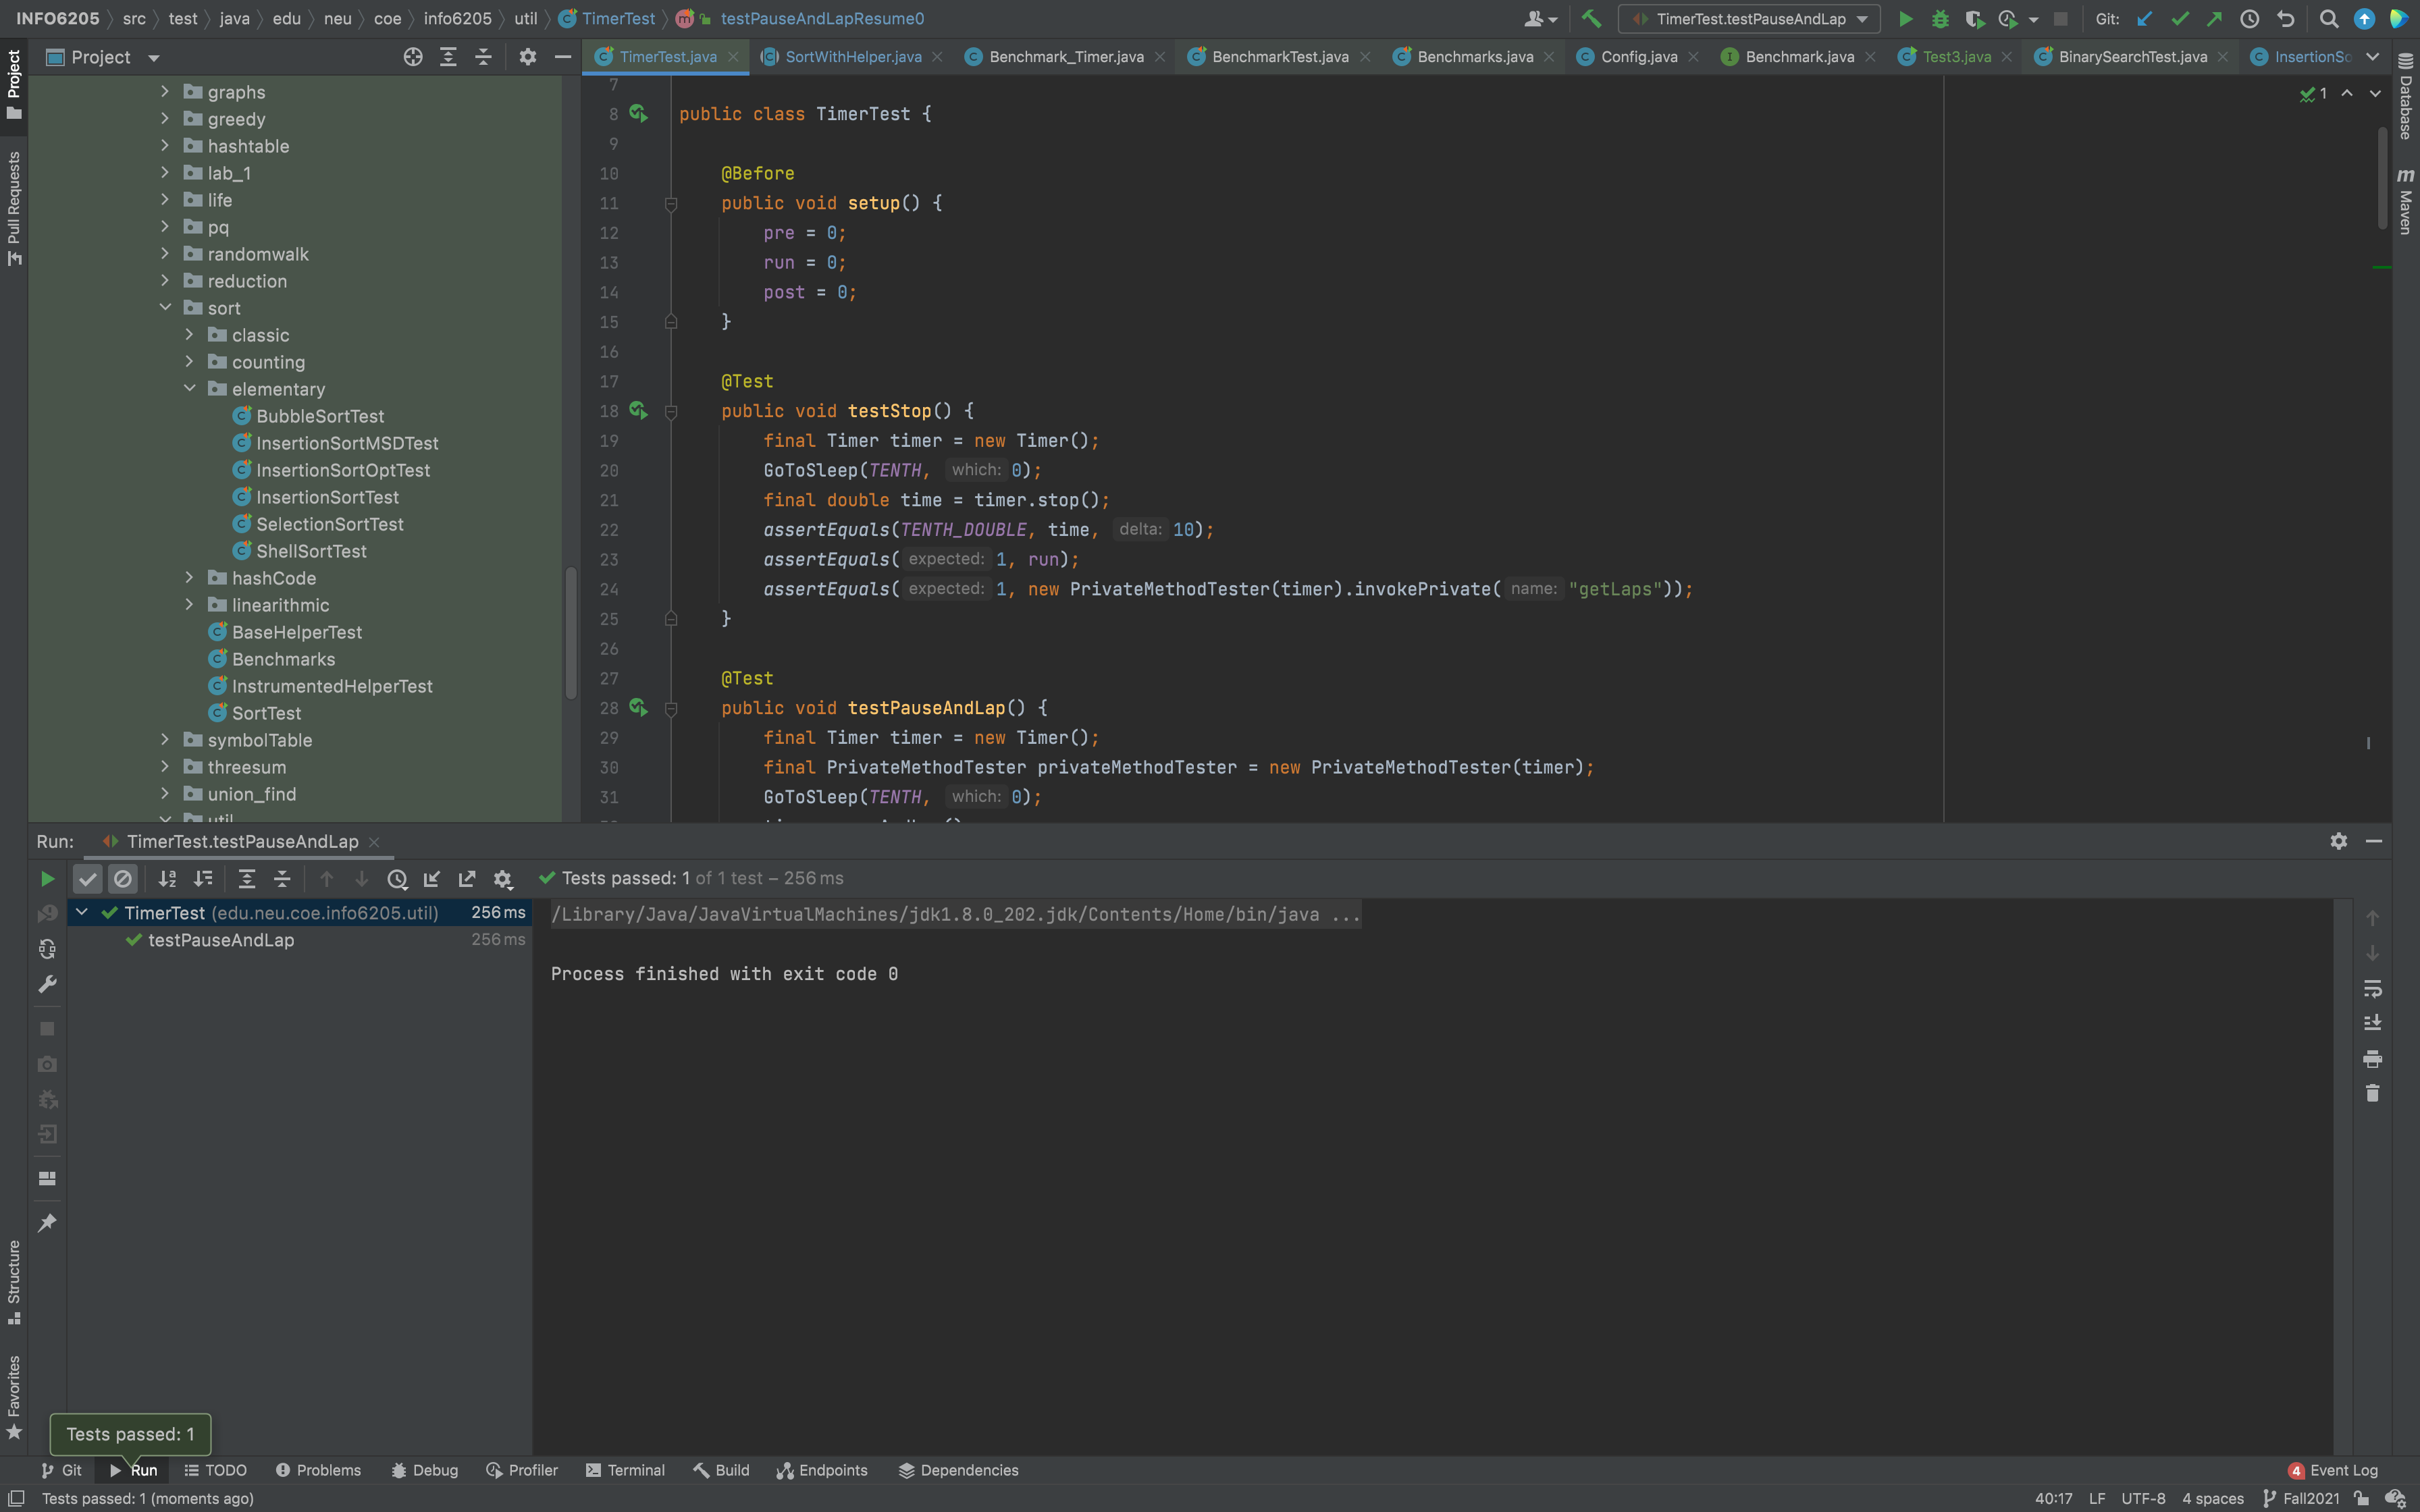 INFO6205 src test java edu neu coe info6205 util TimerTest testPauseAndLapResume0
TimerTest.testPauseAndLap Git:
Project
TimerTest.java SortWithHelper.java Benchmark_Timer.java BenchmarkTest.java Benchmarks.java Config.java Benchmark.java Test3.java BinarySearchTest.java InsertionSo
Project
Pull Requests
Structure
Favorites
Database
Maven
graphs
greedy
hashtable
lab_1
life
pq
randomwalk
reduction
sort
classic
counting
elementary
BubbleSortTest
InsertionSortMSDTest
InsertionSortOptTest
InsertionSortTest
SelectionSortTest
ShellSortTest
hashCode
linearithmic
BaseHelperTest
Benchmarks
InstrumentedHelperTest
SortTest
symbolTable
threesum
union_find
util
1
7
8 public class TimerTest {
9
10 @Before
11 public void setup() {
12 pre = 0;
13 run = 0;
14 post = 0;
15 }
16
17 @Test
18 public void testStop() {
19 final Timer timer = new Timer();
20 GoToSleep(TENTH, which: 0);
21 final double time = timer.stop();
22 assertEquals(TENTH_DOUBLE, time, delta: 10);
23 assertEquals( expected: 1, run);
24 assertEquals( expected: 1, new PrivateMethodTester(timer).invokePrivate( name: "getLaps"));
25 }
26
27 @Test
28 public void testPauseAndLap() {
29 final Timer timer = new Timer();
30 final PrivateMethodTester privateMethodTester = new PrivateMethodTester(timer);
31 GoToSleep(TENTH, which: 0);
Run: TimerTest.testPauseAndLap
Tests passed: 1 of 1 test – 256 ms
TimerTest (edu.neu.coe.info6205.util) 256 ms
testPauseAndLap 256 ms
/Library/Java/JavaVirtualMachines/jdk1.8.0_202.jdk/Contents/Home/bin/java ...
Process finished with exit code 0
Tests passed: 1
Git Run TODO Problems Debug Profiler Terminal Build Endpoints Dependencies 4 Event Log
Tests passed: 1 (moments ago) 40:17 LF UTF-8 4 spaces Fall2021